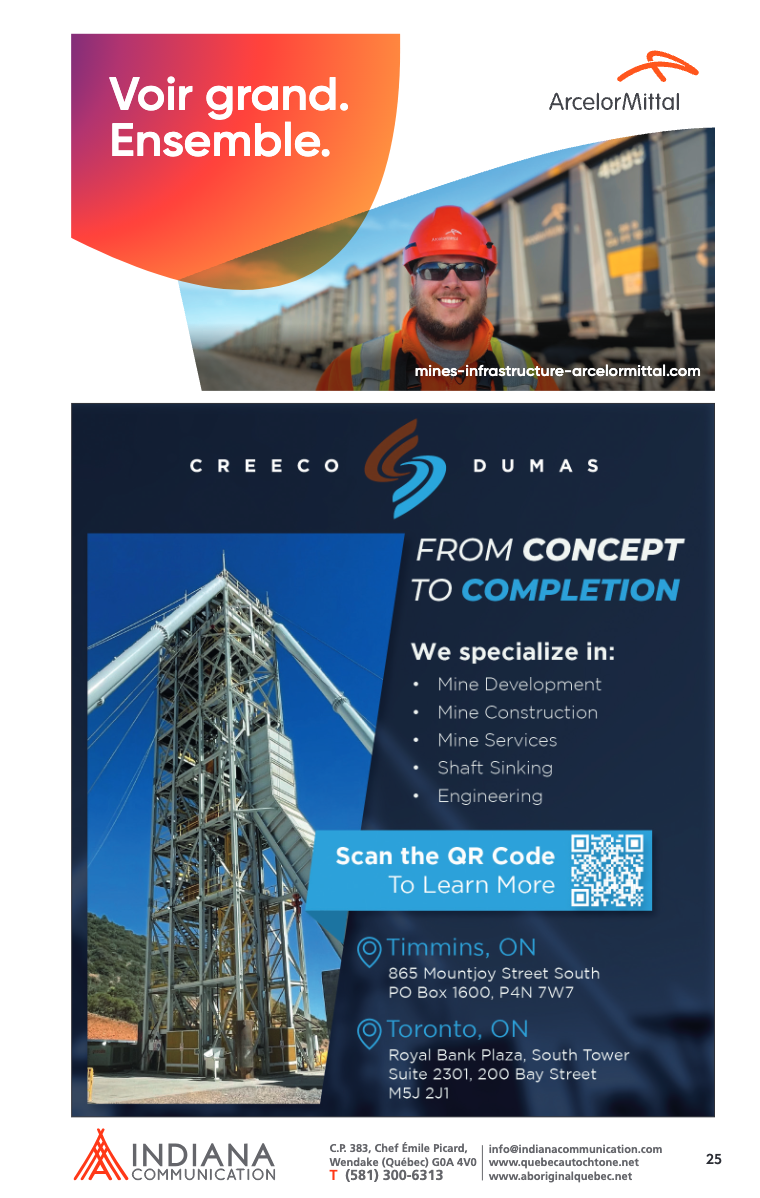 Voir grand.
Ensemble.
ArcelorMittal
4889
mines-infrastructure-arcelormittal.com
CREECO DUMAS
FROM CONCEPT
TO COMPLETION
We specialize in:
• Mine Development
• Mine Construction
• Mine Services
• Shaft Sinking
• Engineering
Scan the QR Code
To Learn More
Timmins, ON
865 Mountjoy Street South
PO Box 1600, P4N 7W7
Toronto, ON
Royal Bank Plaza, South Tower
Suite 2301, 200 Bay Street
M5J 2J1
INDIANA
COMMUNICATION
C.P. 383, Chef Émile Picard,
Wendake (Québec) G0A 4V0
T (581) 300-6313
info@indianacommunication.com
www.quebecautochtone.net
www.aboriginalquebec.net
25